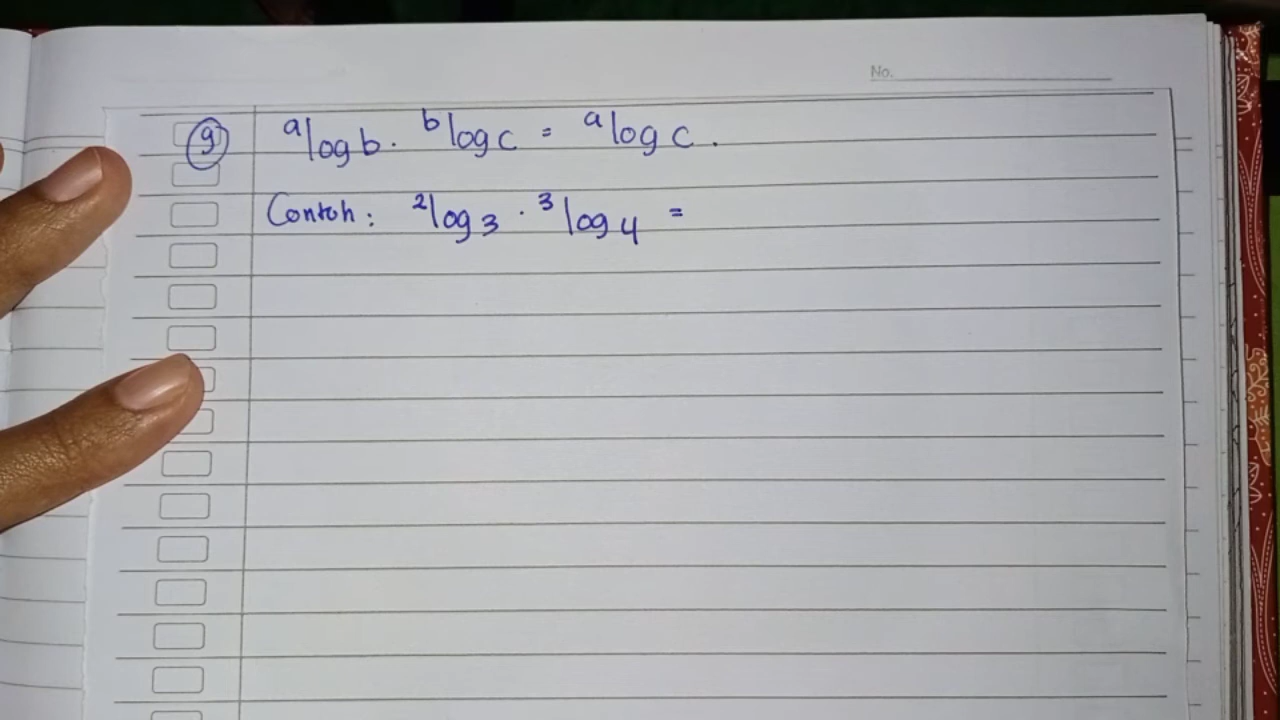 No.
9 ᵃlog b . ᵇlog c = ᵃlog c .
Contoh : ²log 3 . ³log 4 =